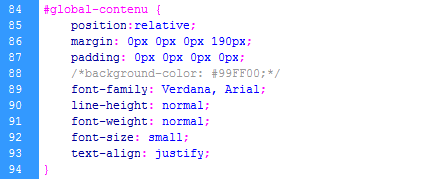 84 #global-contenu {
85 position:relative;
86 margin: 0px 0px 0px 190px;
87 padding: 0px 0px 0px 0px;
88 /*background-color: #99FF00;*/
89 font-family: Verdana, Arial;
90 line-height: normal;
91 font-weight: normal;
92 font-size: small;
93 text-align: justify;
94 }